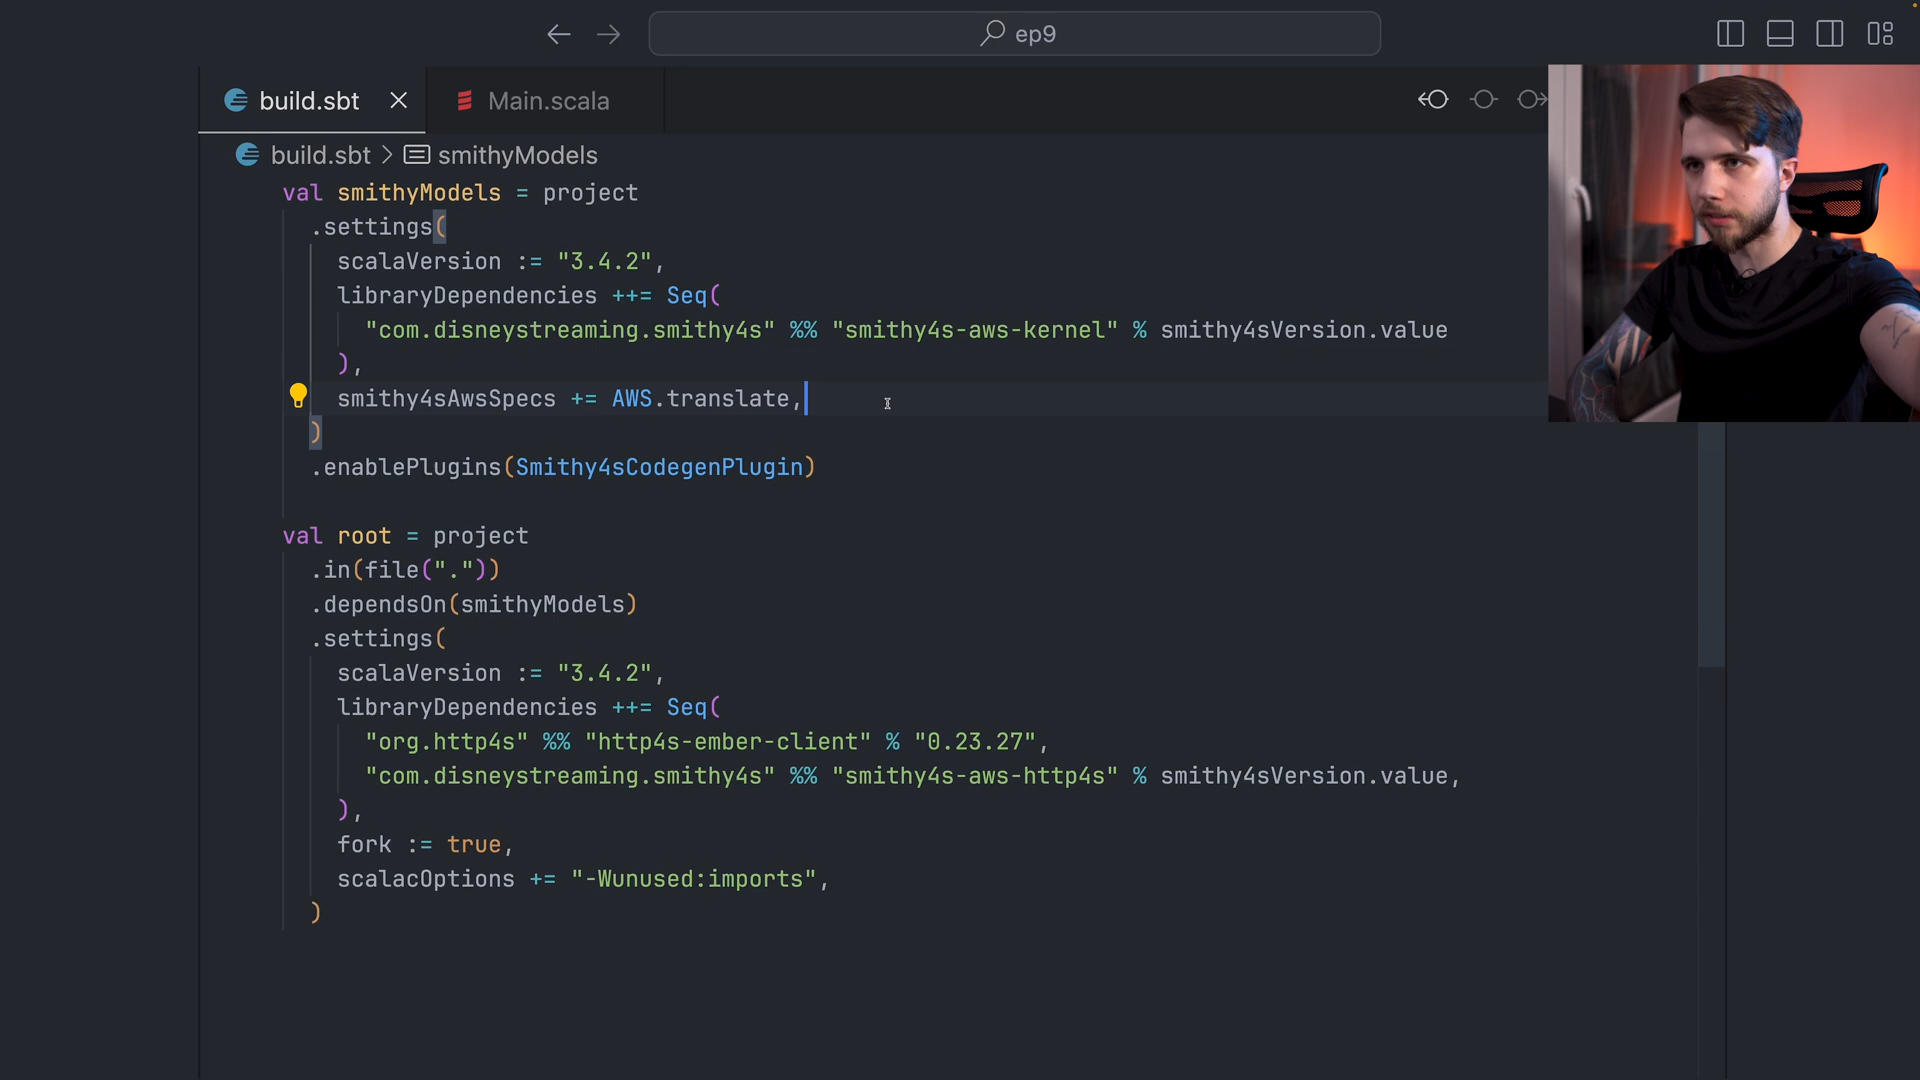 ep9
build.sbt
Main.scala
build.sbt > smithyModels
val smithyModels = project
.settings(
scalaVersion := "3.4.2",
libraryDependencies ++= Seq(
"com.disneystreaming.smithy4s" %% "smithy4s-aws-kernel" % smithy4sVersion.value
),
smithy4sAwsSpecs += AWS.translate,
)
.enablePlugins(Smithy4sCodegenPlugin)
val root = project
.in(file("."))
.dependsOn(smithyModels)
.settings(
scalaVersion := "3.4.2",
libraryDependencies ++= Seq(
"org.http4s" %% "http4s-ember-client" % "0.23.27",
"com.disneystreaming.smithy4s" %% "smithy4s-aws-http4s" % smithy4sVersion.value,
),
fork := true,
scalacOptions += "-Wunused:imports",
)